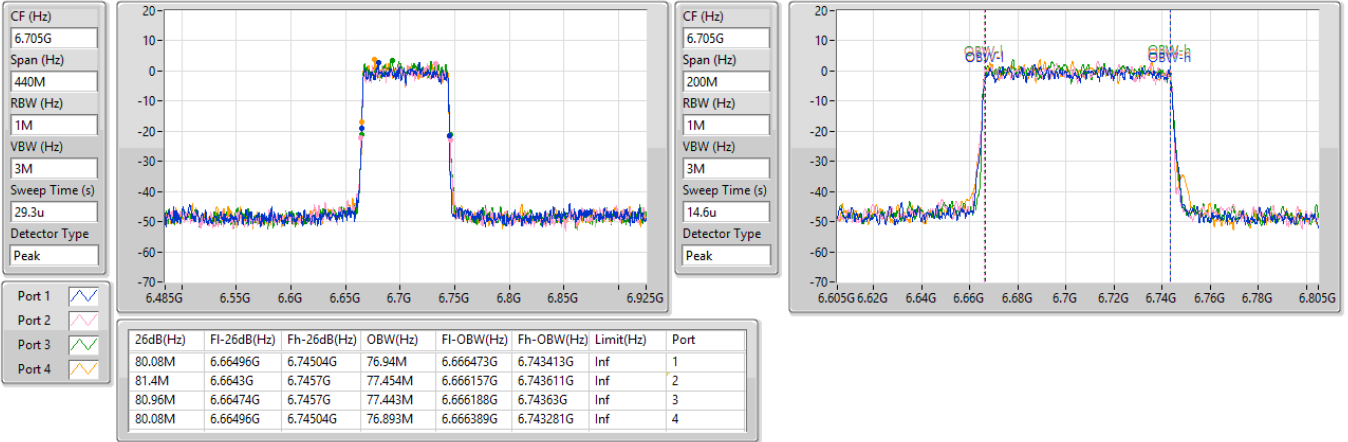 CF (Hz)
6.705G
Span (Hz)
440M
RBW (Hz)
1M
VBW (Hz)
3M
Sweep Time (s)
29.3u
Detector Type
Peak
20-
10-
0-
-10-
-20-
-30-
-40-
-50-
-60-
-70-
6.485G 6.55G 6.6G 6.65G 6.7G 6.75G 6.8G 6.85G 6.925G
CF (Hz)
6.705G
Span (Hz)
200M
RBW (Hz)
1M
VBW (Hz)
3M
Sweep Time (s)
14.6u
Detector Type
Peak
20-
10-
0-
-10-
-20-
-30-
-40-
-50-
-60-
-70-
OBW-l OBW-h
6.605G 6.62G 6.64G 6.66G 6.68G 6.7G 6.72G 6.74G 6.76G 6.78G 6.805G
Port 1
Port 2
Port 3
Port 4
26dB(Hz) Fl-26dB(Hz) Fh-26dB(Hz) OBW(Hz) Fl-OBW(Hz) Fh-OBW(Hz) Limit(Hz) Port
80.08M 6.66496G 6.74504G 76.94M 6.666473G 6.743413G Inf 1
81.4M 6.6643G 6.7457G 77.454M 6.666157G 6.743611G Inf 2
80.96M 6.66474G 6.7457G 77.443M 6.666188G 6.74363G Inf 3
80.08M 6.66496G 6.74504G 76.893M 6.666389G 6.743281G Inf 4